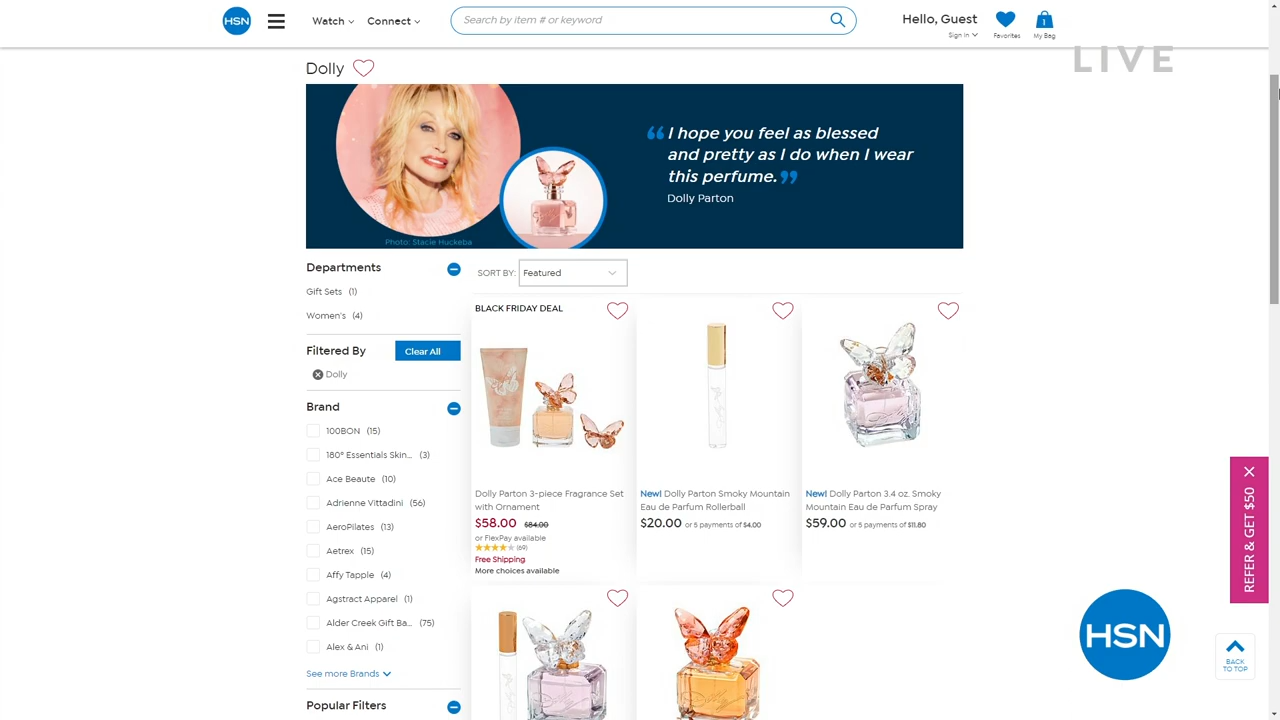 HSN
Watch
Connect
Search by item # or keyword
Hello, Guest
Sign In
Favorites
1
My Bag
LIVE
Dolly
“ I hope you feel as blessed
and pretty as I do when I wear
this perfume. ”
Dolly Parton
Photo: Stacie Huckeba
Departments
Gift Sets (1)
Women's (4)
Filtered By
Clear All
Dolly
Brand
100BON (15)
180° Essentials Skin... (3)
Ace Beaute (10)
Adrienne Vittadini (56)
AeroPilates (13)
Aetrex (15)
Affy Tapple (4)
Agstract Apparel (1)
Alder Creek Gift Ba... (75)
Alex & Ani (1)
See more Brands
Popular Filters
SORT BY: Featured
BLACK FRIDAY DEAL
Dolly Parton 3-piece Fragrance Set
with Ornament
$58.00 $84.00
or FlexPay available
(69)
Free Shipping
More choices available
New! Dolly Parton Smoky Mountain
Eau de Parfum Rollerball
$20.00 or 5 payments of $4.00
New! Dolly Parton 3.4 oz. Smoky
Mountain Eau de Parfum Spray
$59.00 or 5 payments of $11.80
REFER & GET $50
HSN
BACK
TO TOP